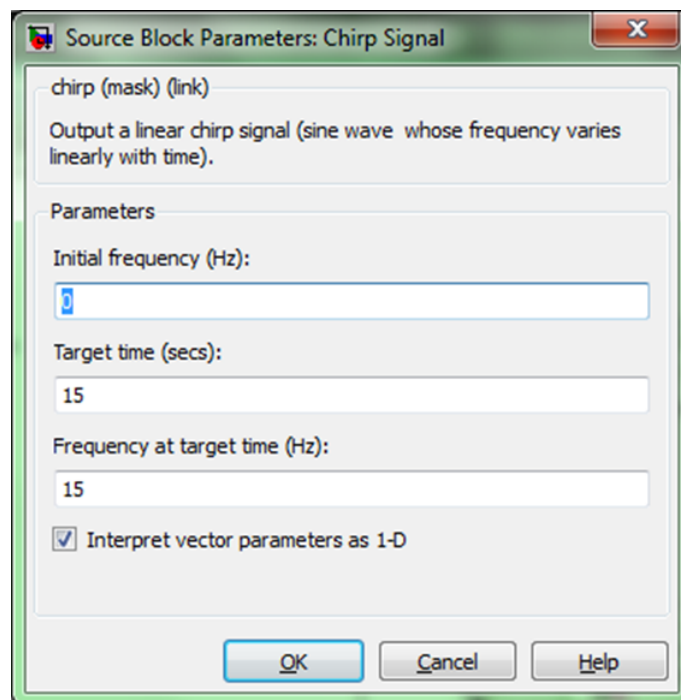 Source Block Parameters: Chirp Signal
chirp (mask) (link)
Output a linear chirp signal (sine wave whose frequency varies
linearly with time).
Parameters
Initial frequency (Hz):
0
Target time (secs):
15
Frequency at target time (Hz):
15
Interpret vector parameters as 1-D
OK Cancel Help